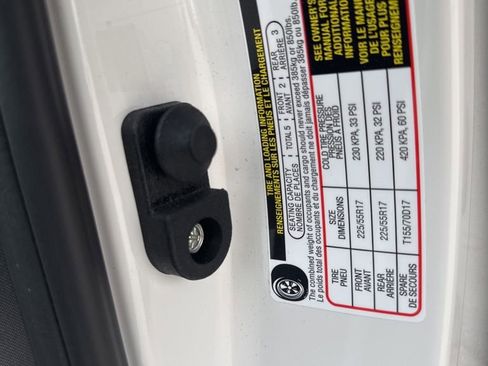 TIRE AND LOADING INFORMATION
RENSEIGNEMENTS SUR LES PNEUS ET LE CHARGEMENT
SEATING CAPACITY
NOMBRE DE PLACES
TOTAL 5
FRONT
AVANT
2
REAR
ARRIÈRE
3
The combined weight of occupants and cargo should never exceed 385kg or 850lbs.
Le poids total des occupants et du chargement ne doit jamais dépasser 385kg ou 850lb.
TIRE
PNEU
SIZE
DIMENSIONS
COLD TIRE PRESSURE
PRESSION DES
PNEUS À FROID
FRONT
AVANT
225/55R17
230 KPA, 33 PSI
REAR
ARRIÈRE
225/55R17
220 KPA, 32 PSI
SPARE
DE SECOURS
T155/70D17
420 KPA, 60 PSI
SEE OWNER'S
MANUAL FOR
ADDITIONAL
INFORMATION
VOIR LE MANUEL
DE L'USAGER
POUR PLUS DE
RENSEIGNEMENTS